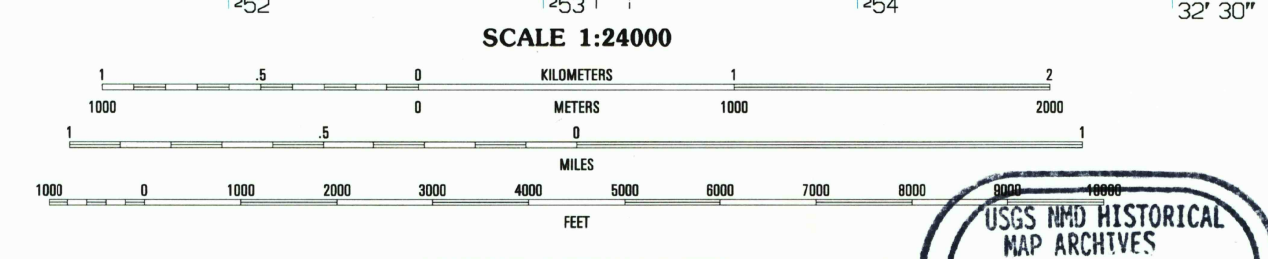 ²52 ²53 ²54 32′ 30″
SCALE 1:24000
1 .5 0 KILOMETERS 1 2
1000 0 METERS 1000 2000
1 .5 0 1
MILES
1000 0 1000 2000 3000 4000 5000 6000 7000 8000 9000 10000
FEET
USGS NMD HISTORICAL
MAP ARCHIVES